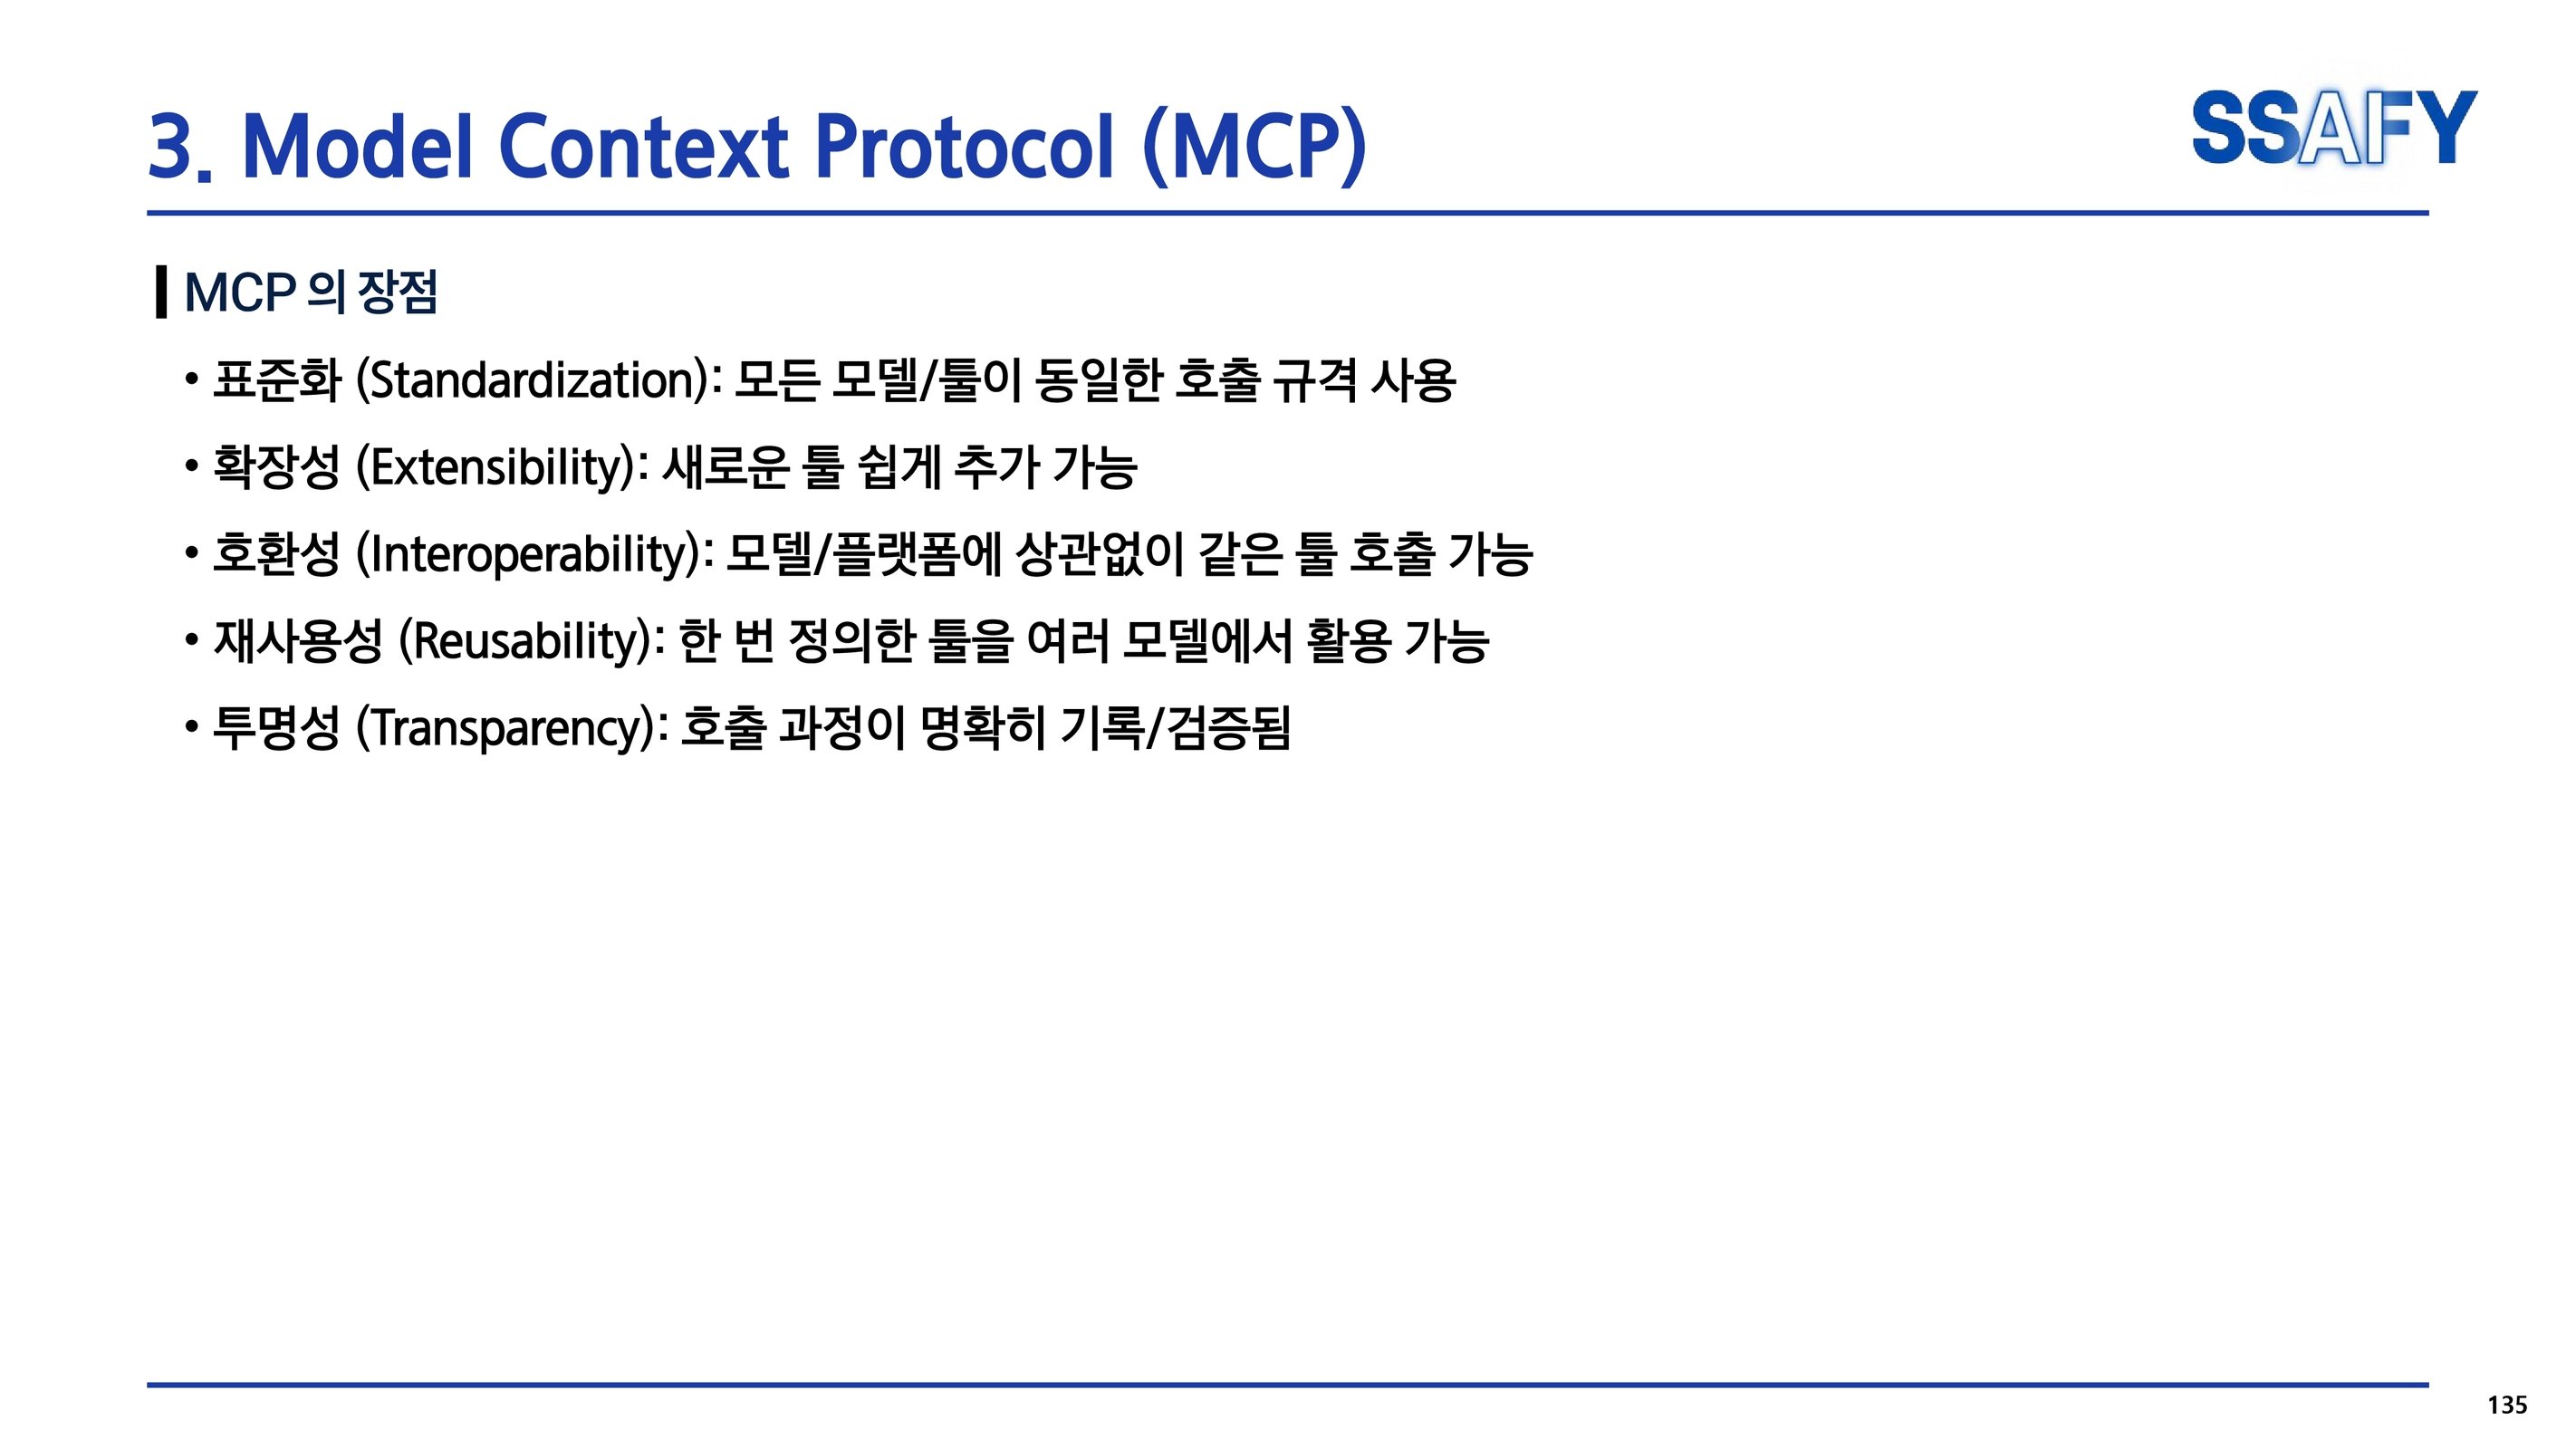 3. Model Context Protocol (MCP)
SSAFY
MCP 의 장점
• 표준화 (Standardization): 모든 모델/툴이 동일한 호출 규격 사용
• 확장성 (Extensibility): 새로운 툴 쉽게 추가 가능
• 호환성 (Interoperability): 모델/플랫폼에 상관없이 같은 툴 호출 가능
• 재사용성 (Reusability): 한 번 정의한 툴을 여러 모델에서 활용 가능
• 투명성 (Transparency): 호출 과정이 명확히 기록/검증됨
135